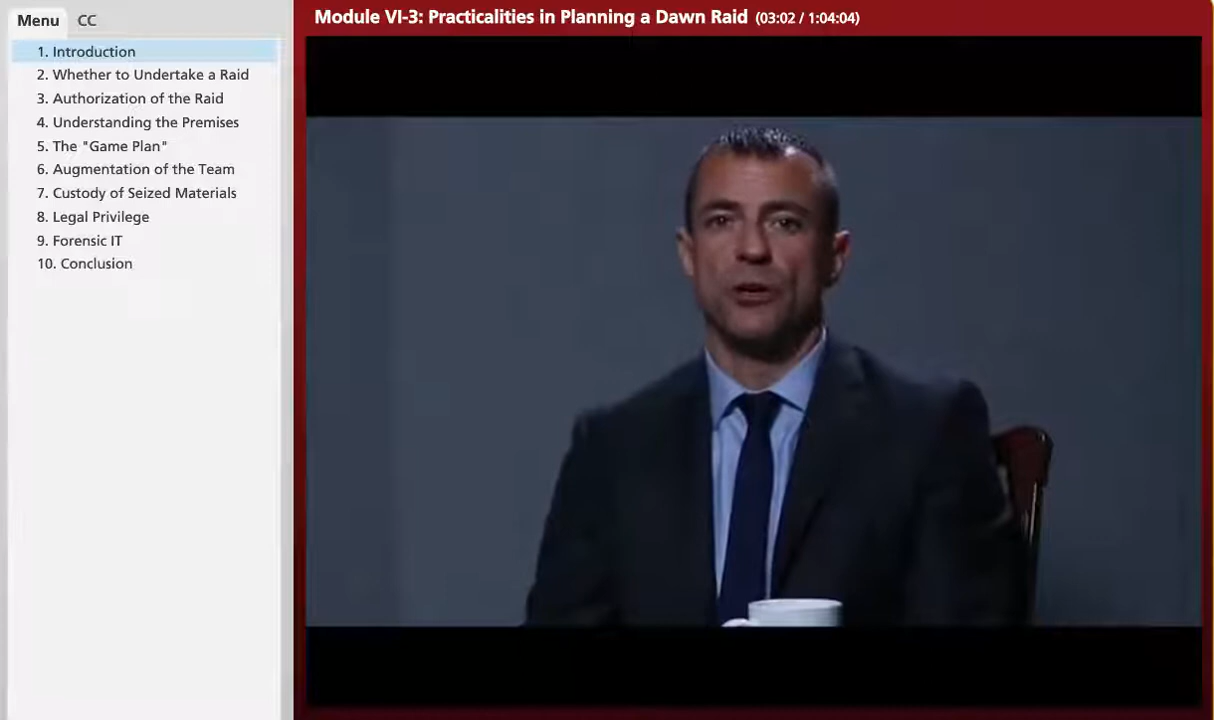 Menu CC
Module VI-3: Practicalities in Planning a Dawn Raid (03:02 / 1:04:04)
1. Introduction
2. Whether to Undertake a Raid
3. Authorization of the Raid
4. Understanding the Premises
5. The "Game Plan"
6. Augmentation of the Team
7. Custody of Seized Materials
8. Legal Privilege
9. Forensic IT
10. Conclusion